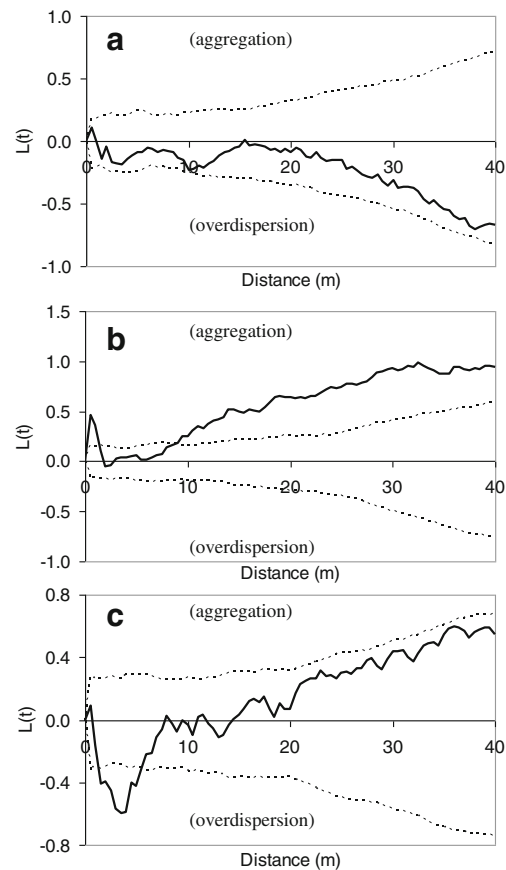 1.0
a
(aggregation)
0.5
L(t)
0.0
0 10 20 30 40
-0.5
(overdispersion)
-1.0
Distance (m)
1.5
b
(aggregation)
1.0
0.5
L(t)
0.0
0 10 20 30 40
-0.5
-1.0
(overdispersion)
Distance (m)
0.8
c
(aggregation)
0.4
L(t)
0.0
0 10 20 30 40
-0.4
(overdispersion)
-0.8
Distance (m)